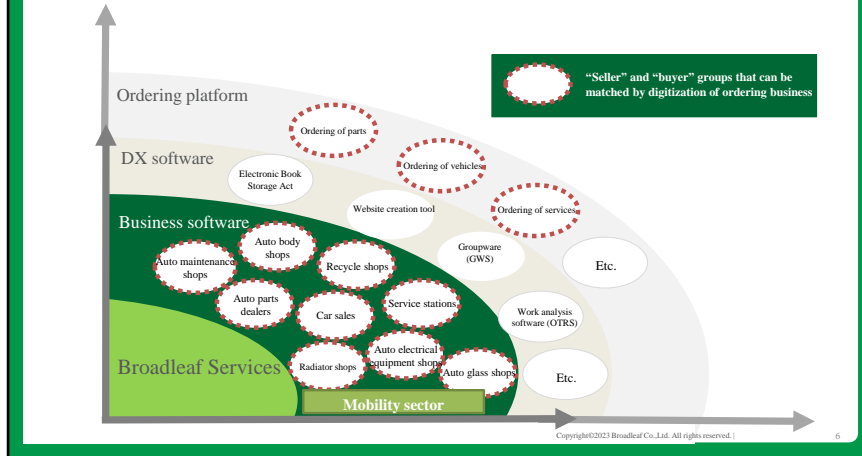 Ordering platform
“Seller” and “buyer” groups that can be
matched by digitization of ordering business
Ordering of parts
DX software
Ordering of vehicles
Electronic Book
Storage Act
Website creation tool
Ordering of services
Business software
Groupware
(GWS)
Auto body
shops
Auto maintenance
shops
Recycle shops
Etc.
Auto parts
dealers
Car sales
Service stations
Work analysis
software (OTRS)
Broadleaf Services
Radiator shops
Auto electrical
equipment shops
Auto glass shops
Etc.
Mobility sector
Copyright©2023 Broadleaf Co.,Ltd. All rights reserved. |
6